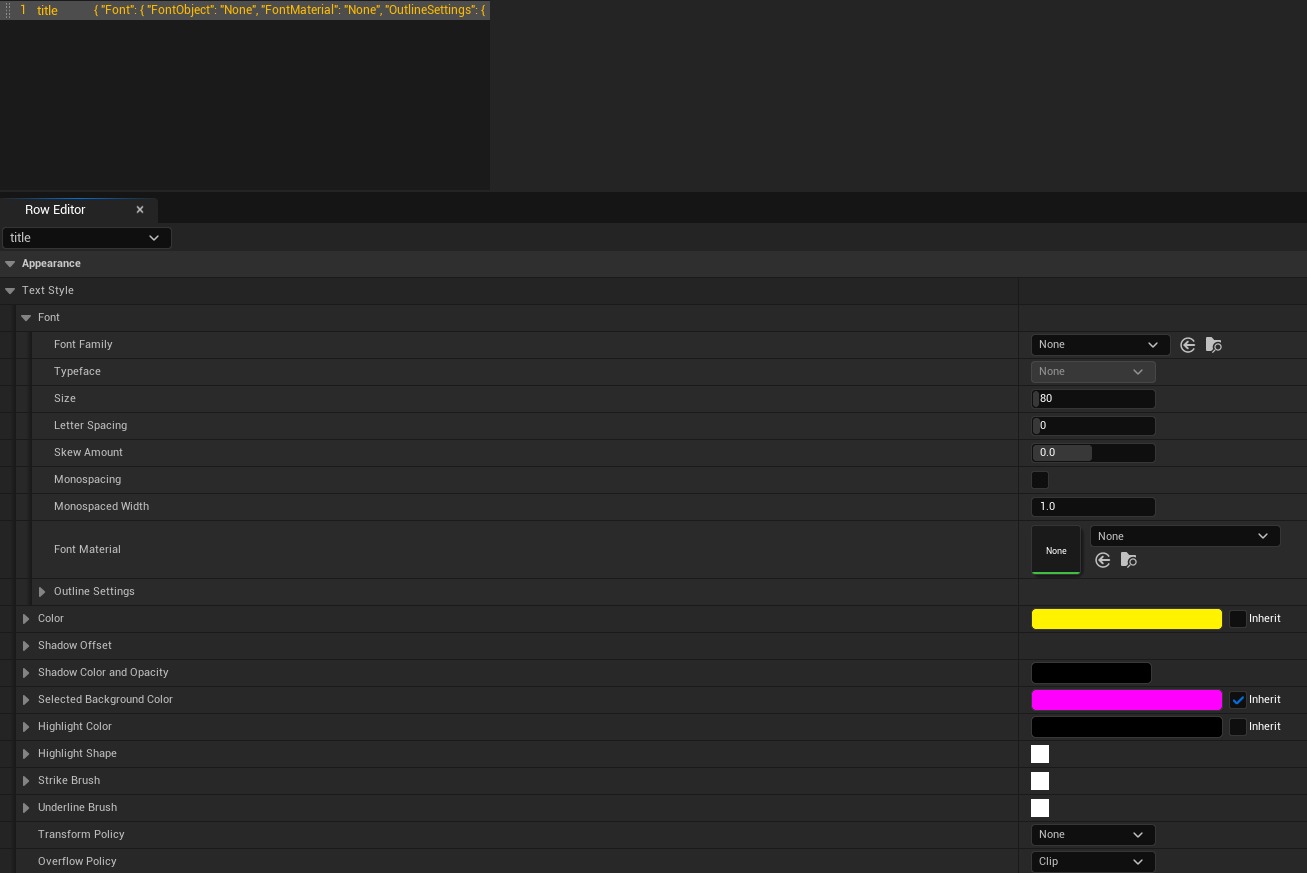 1 title { "Font": { "FontObject": "None", "FontMaterial": "None", "OutlineSettings": {
Row Editor ×
title
Appearance
Text Style
Font
Font Family None
Typeface None
Size 80
Letter Spacing 0
Skew Amount 0.0
Monospacing
Monospaced Width 1.0
Font Material None None
Outline Settings
Color Inherit
Shadow Offset
Shadow Color and Opacity
Selected Background Color Inherit
Highlight Color Inherit
Highlight Shape
Strike Brush
Underline Brush
Transform Policy None
Overflow Policy Clip